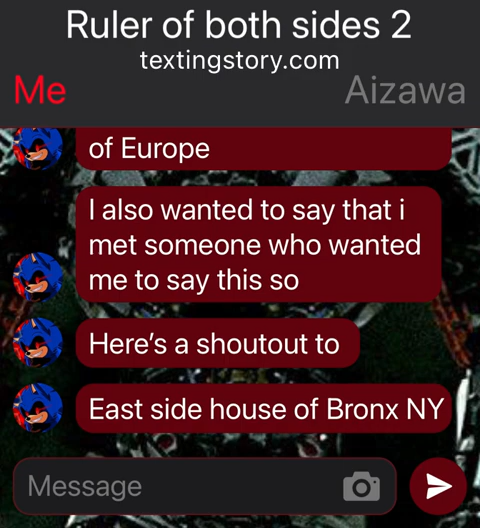 Ruler of both sides 2
textingstory.com
Me Aizawa
of Europe
I also wanted to say that i
met someone who wanted
me to say this so
Here’s a shoutout to
East side house of Bronx NY
Message